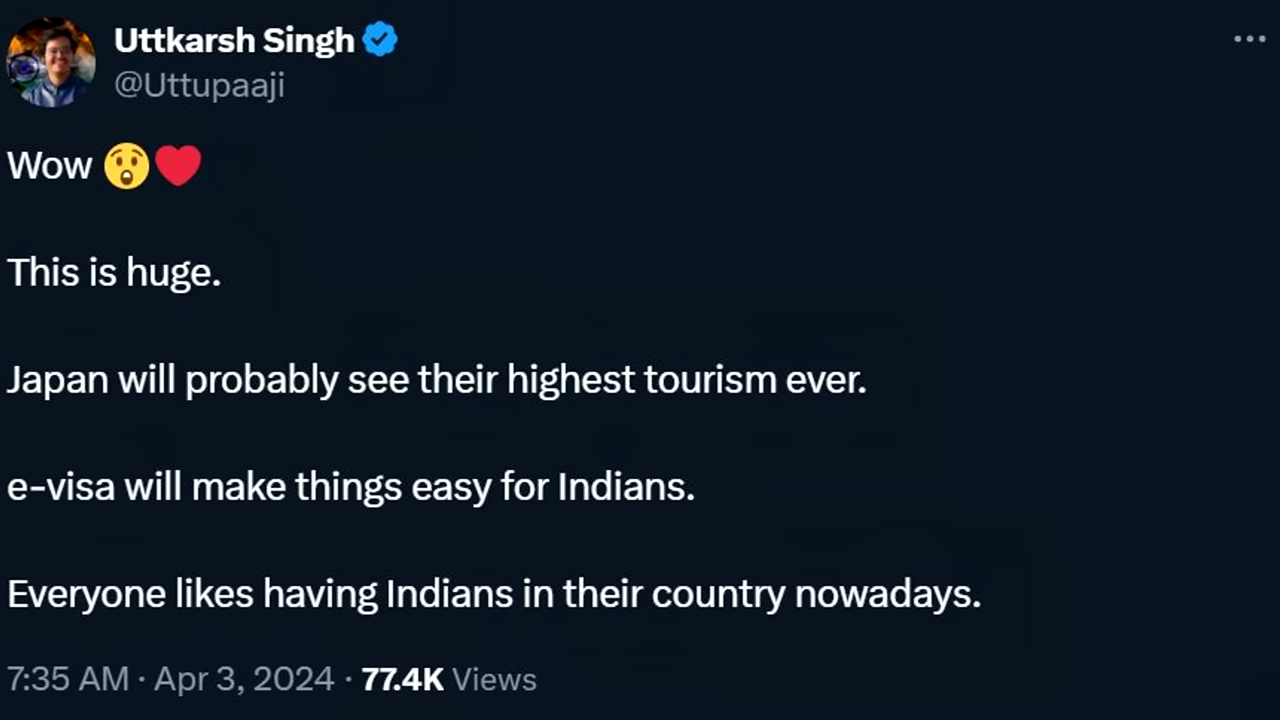 Uttkarsh Singh
@Uttupaaji
Wow 😲❤️
This is huge.
Japan will probably see their highest tourism ever.
e-visa will make things easy for Indians.
Everyone likes having Indians in their country nowadays.
7:35 AM · Apr 3, 2024 · 77.4K Views